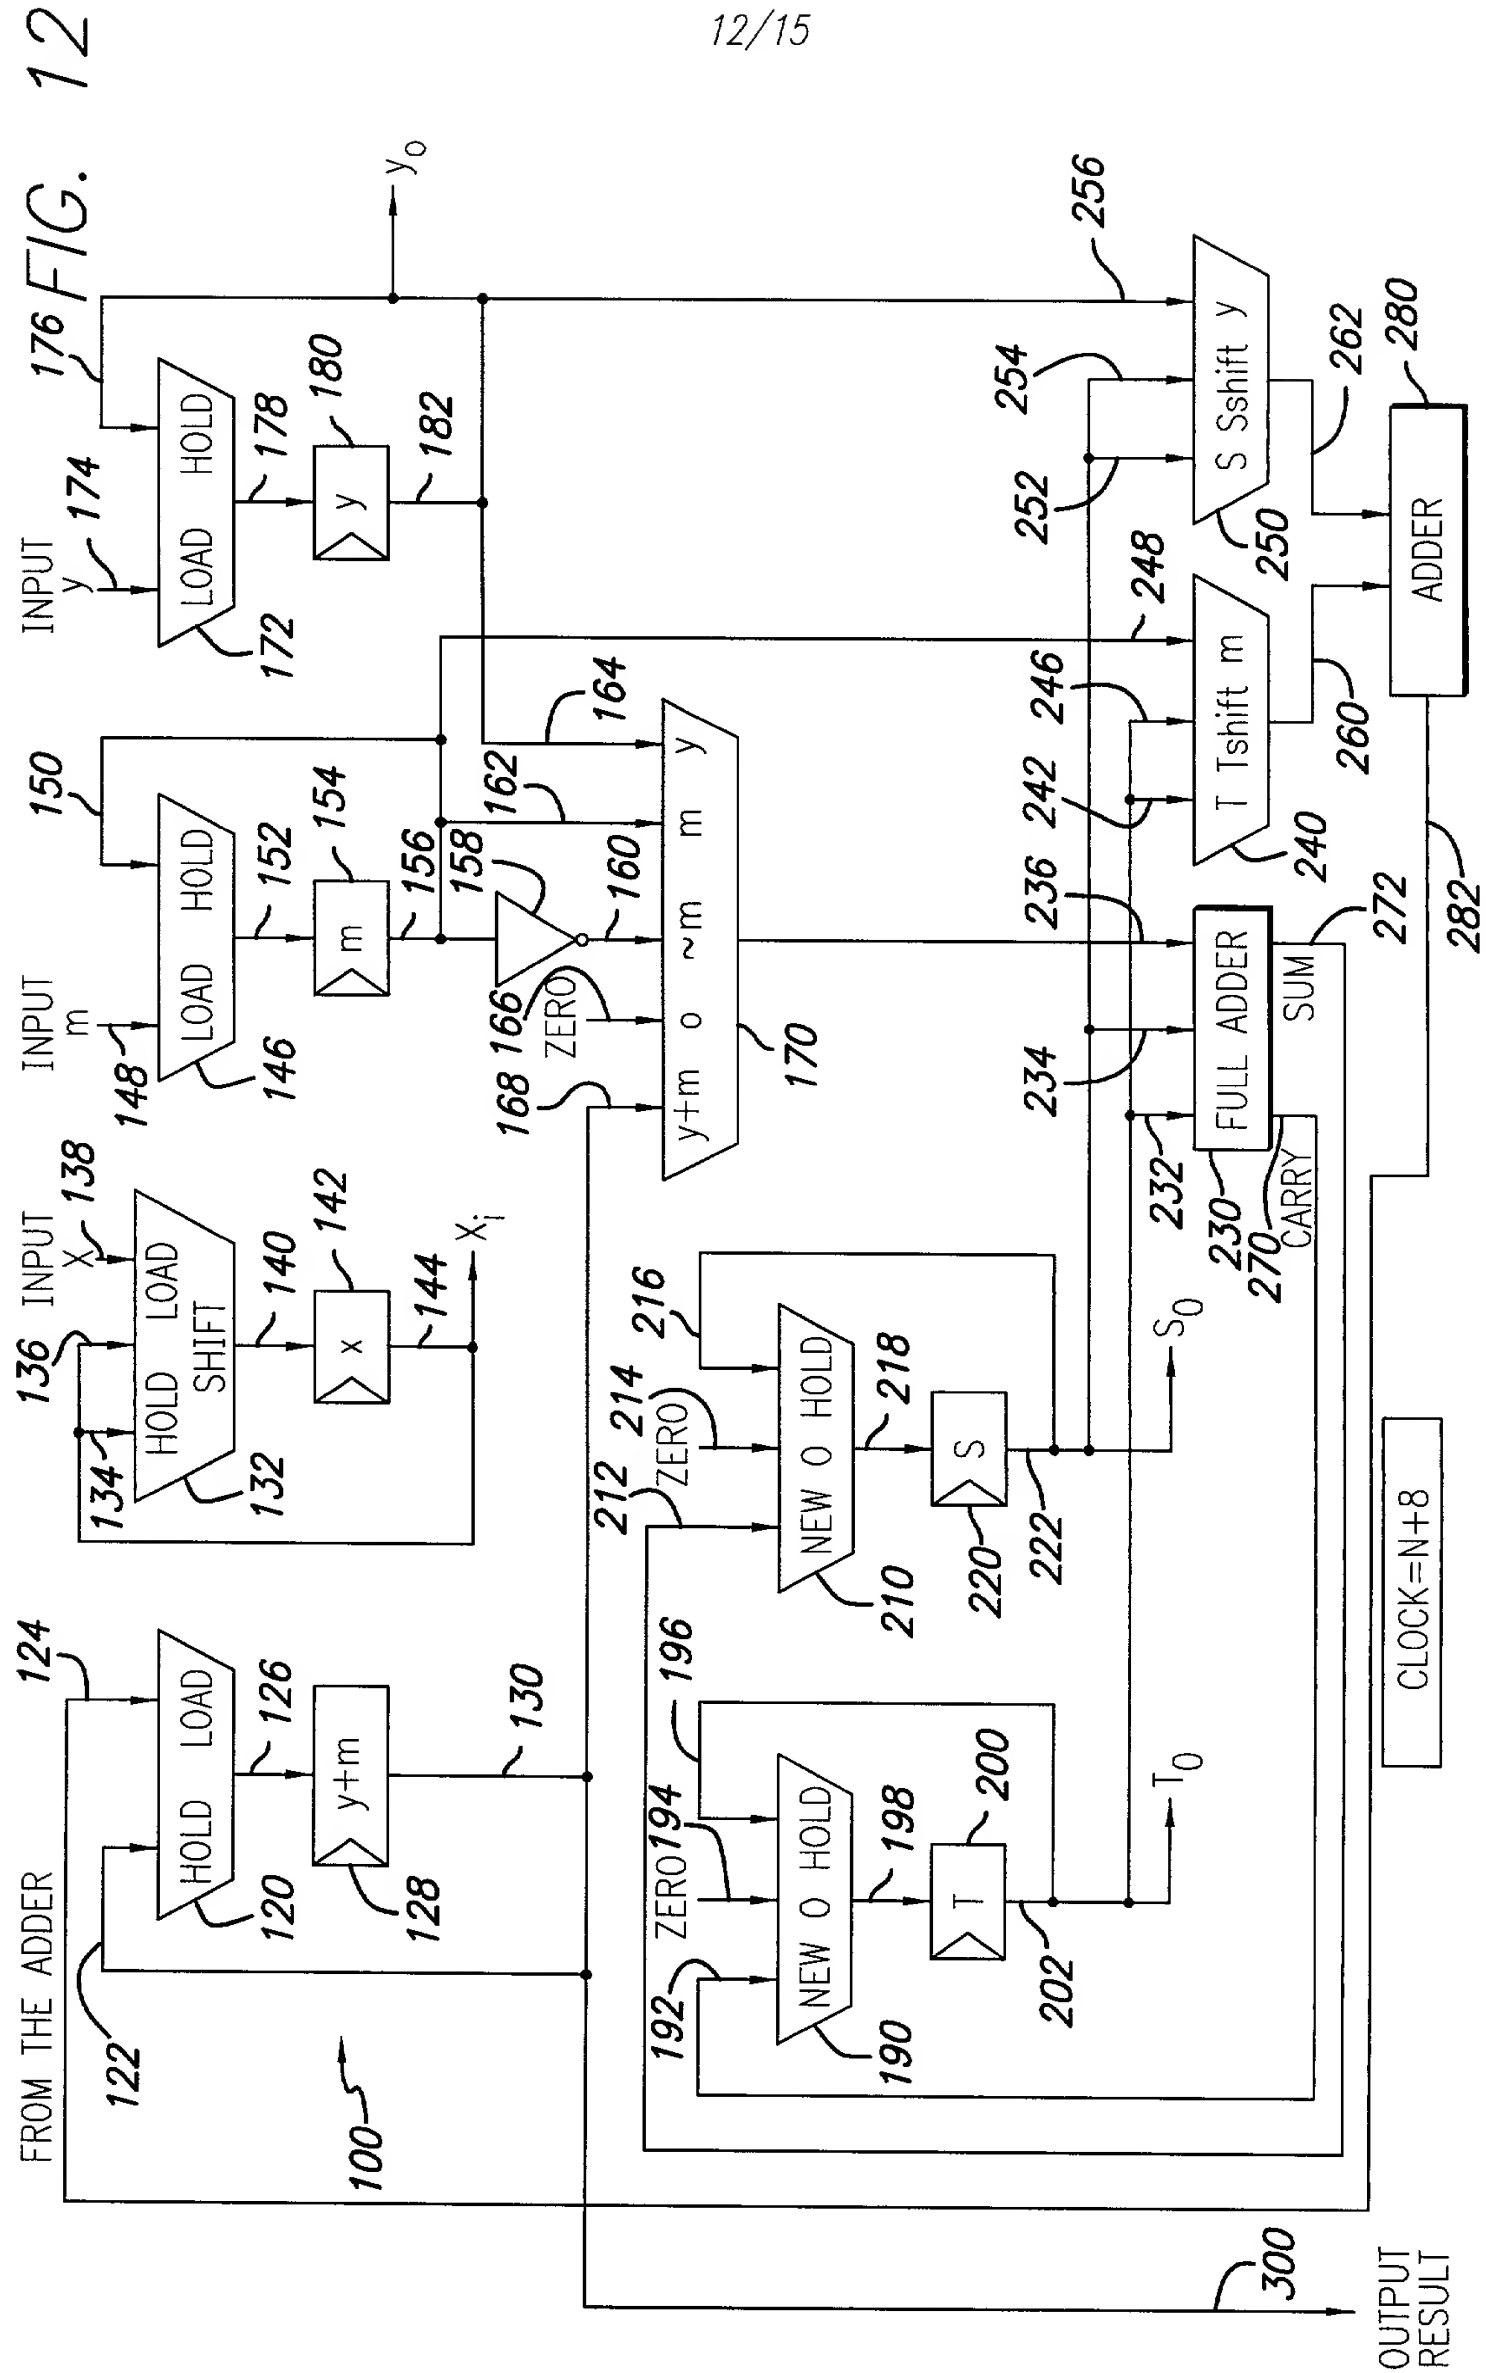 12/15
FIG. 12
FROM THE ADDER
122
124
HOLD LOAD
120
126
y+m
128
130
100
INPUT
X
138
136
134
HOLD LOAD
SHIFT
132
140
x
142
144
Xi
INPUT
m
148
150
LOAD HOLD
146
152
m
154
156
158
160
162
164
166
ZERO
168
y+m 0 ~m m y
170
INPUT
y
174
176
LOAD HOLD
172
178
y
180
182
y0
192
ZERO
194
196
NEW 0 HOLD
190
198
T
200
202
T0
212
ZERO
214
216
NEW 0 HOLD
210
218
S
220
222
S0
232
234
236
FULL ADDER
230
270
CARRY
SUM
272
242
246
248
T Tshift m
240
260
252
254
256
S Sshift y
250
262
ADDER
280
282
CLOCK=N+8
300
OUTPUT
RESULT